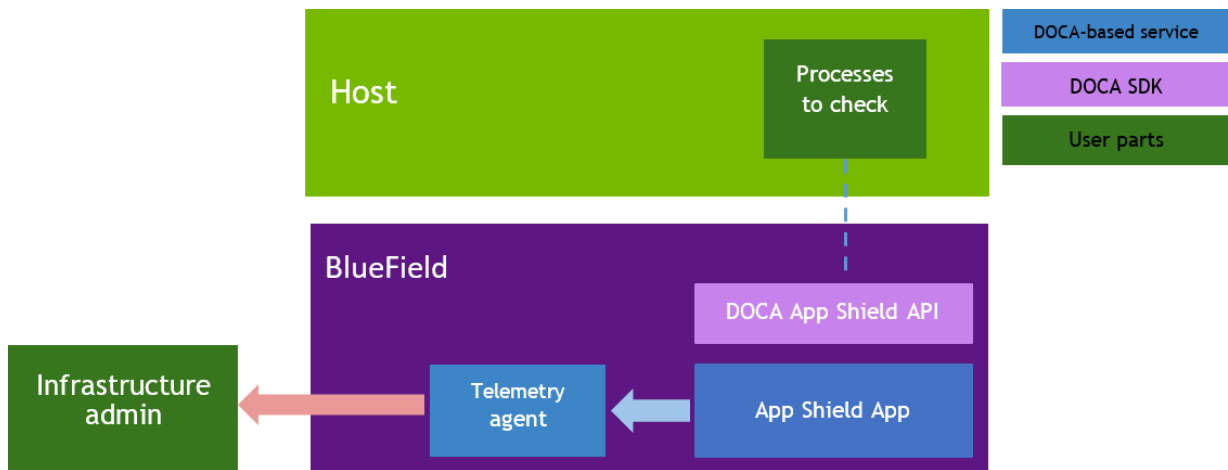 Host
Processes
to check
DOCA-based service
DOCA SDK
User parts
BlueField
DOCA App Shield API
Infrastructure
admin
Telemetry
agent
App Shield App